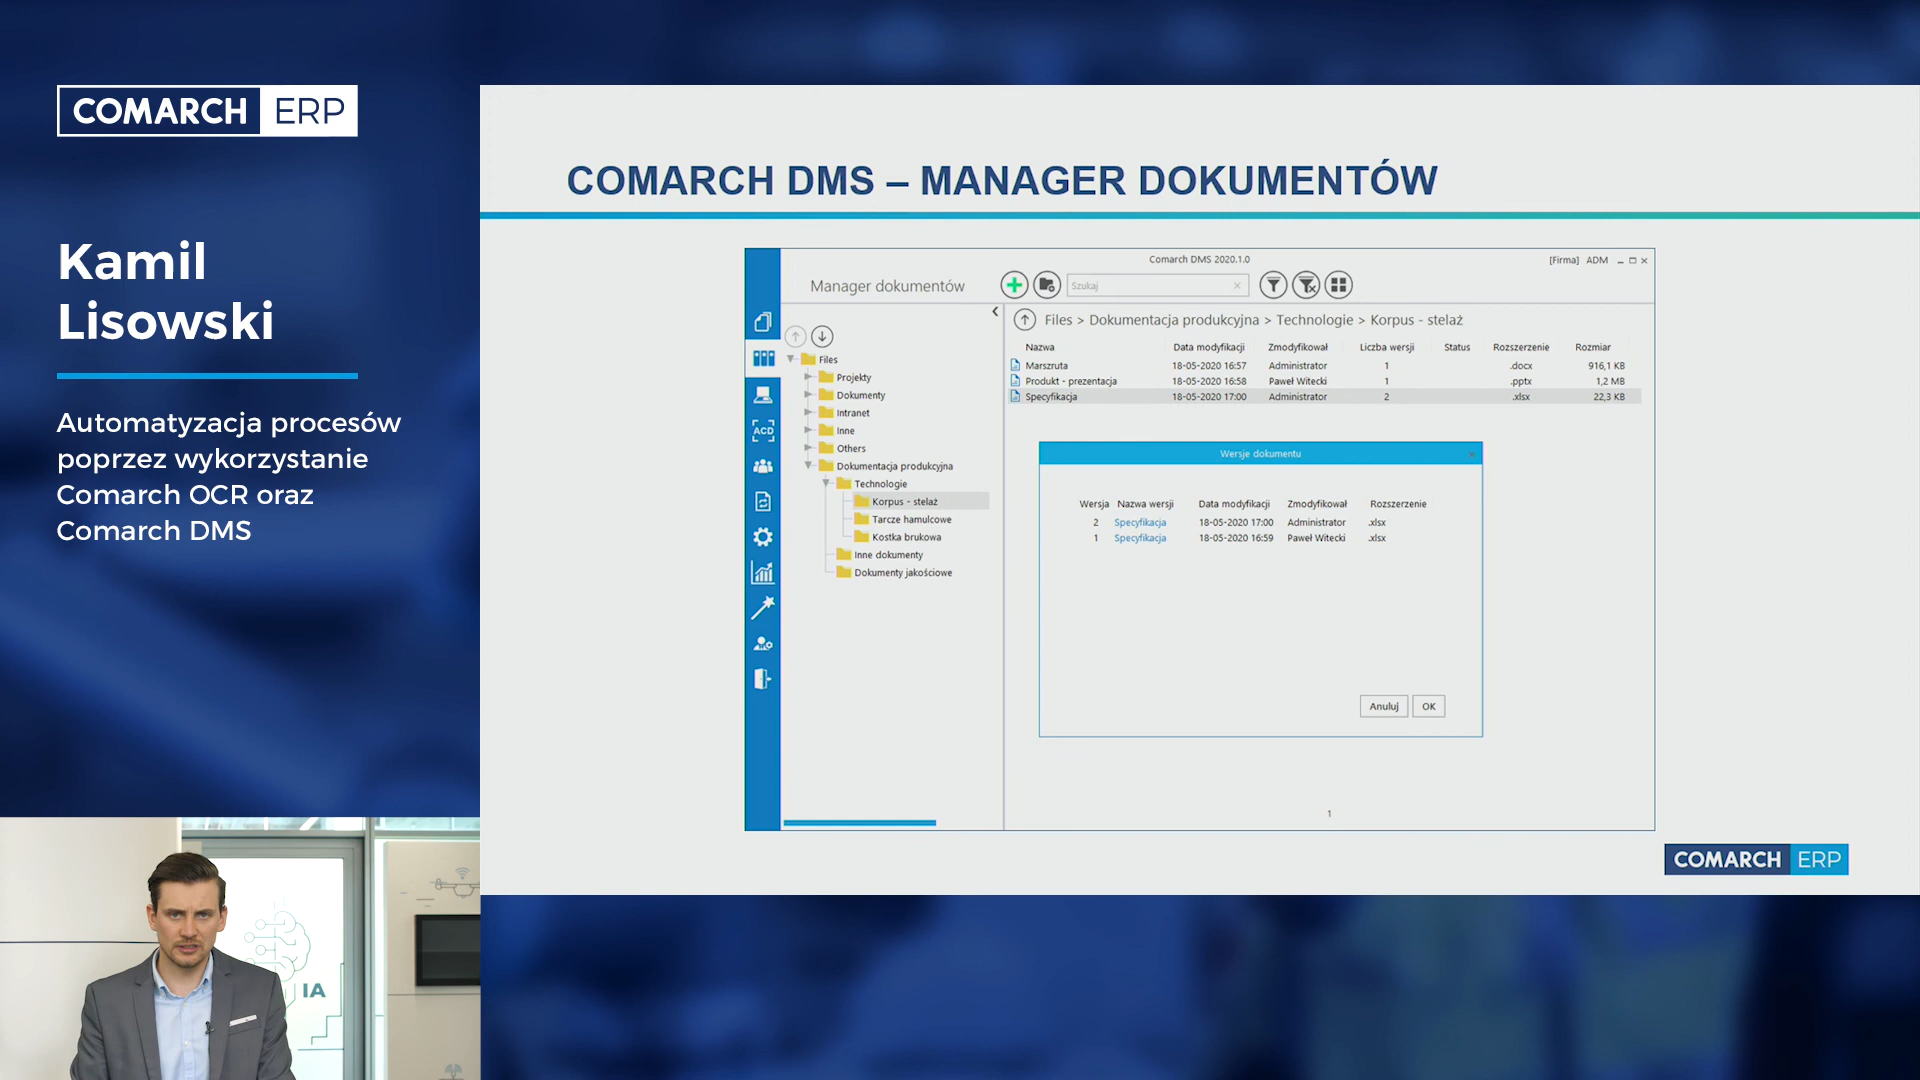 COMARCH ERP
Kamil
Lisowski
Automatyzacja procesów
poprzez wykorzystanie
Comarch OCR oraz
Comarch DMS
IA
COMARCH DMS – MANAGER DOKUMENTÓW
Comarch DMS 2020.1.0
[Firma] ADM
Manager dokumentów
Szukaj
ACD
Files
Projekty
Dokumenty
Intranet
Inne
Others
Dokumentacja produkcyjna
Technologie
Korpus - stelaż
Tarcze hamulcowe
Kostka brukowa
Inne dokumenty
Dokumenty jakościowe
Files > Dokumentacja produkcyjna > Technologie > Korpus - stelaż
Nazwa Data modyfikacji Zmodyfikował Liczba wersji Status Rozszerzenie Rozmiar
Marszruta 18-05-2020 16:57 Administrator 1 .docx 916,1 KB
Produkt - prezentacja 18-05-2020 16:58 Paweł Witecki 1 .pptx 1,2 MB
Specyfikacja 18-05-2020 17:00 Administrator 2 .xlsx 22,3 KB
Wersje dokumentu
Wersja Nazwa wersji Data modyfikacji Zmodyfikował Rozszerzenie
2 Specyfikacja 18-05-2020 17:00 Administrator .xlsx
1 Specyfikacja 18-05-2020 16:59 Paweł Witecki .xlsx
Anuluj OK
1
COMARCH ERP